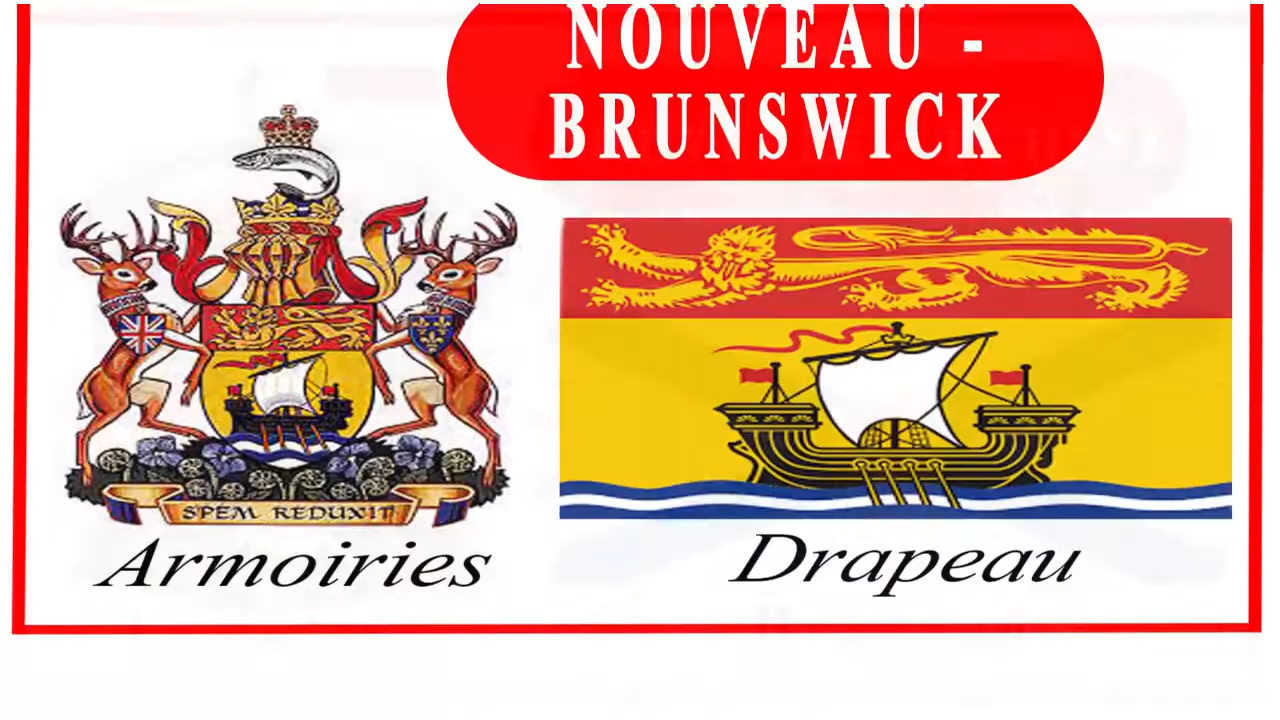 NOUVEAU -
BRUNSWICK
SPEM REDUXIT
Armoiries
Drapeau